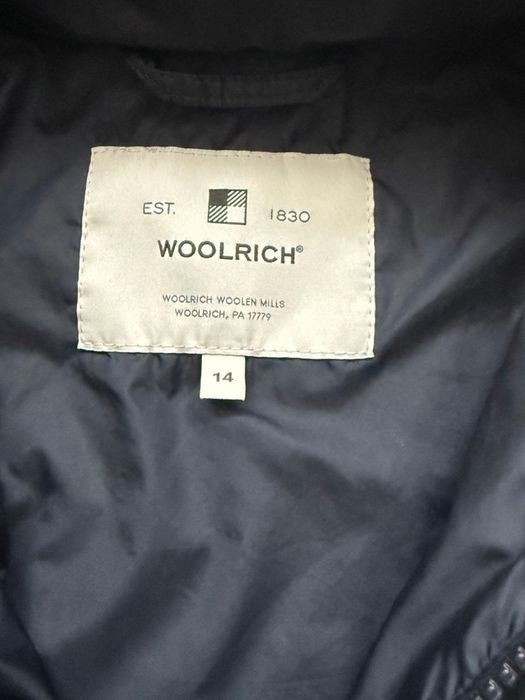 EST. 1830
WOOLRICH®
WOOLRICH WOOLEN MILLS
WOOLRICH, PA 17779
14